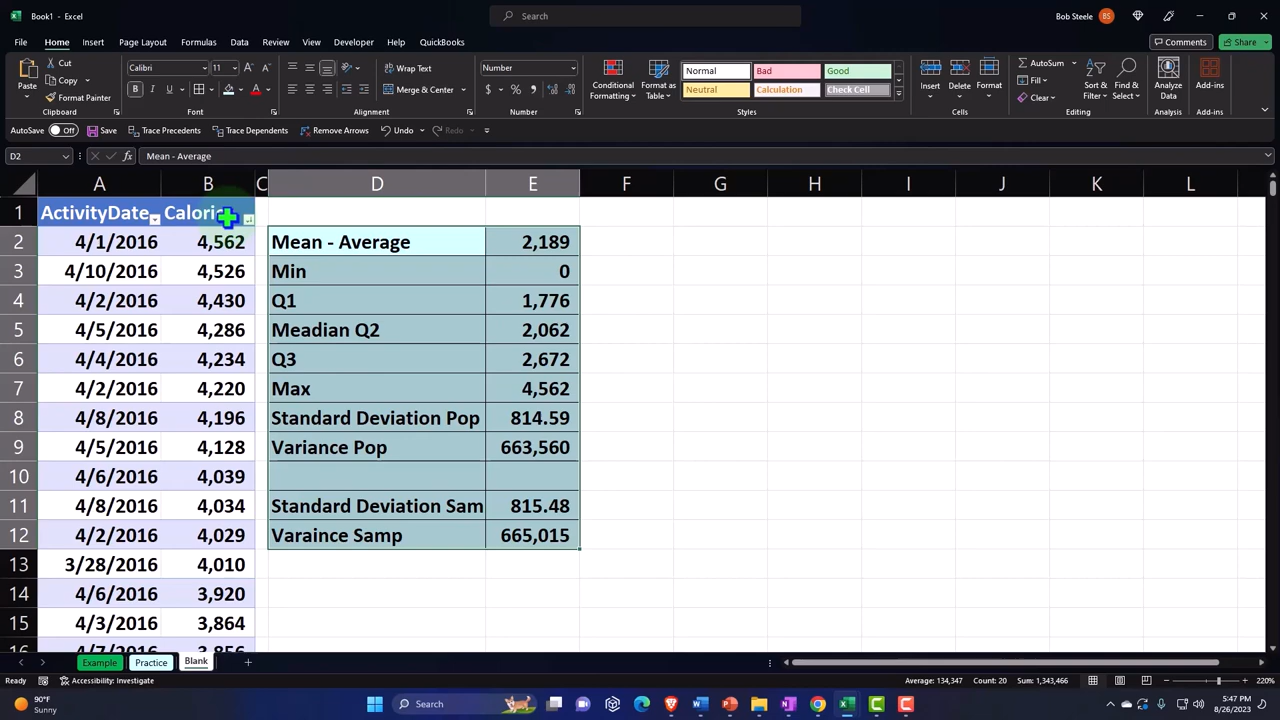 Book1 - Excel
Search
Bob Steele BS
File Home Insert Page Layout Formulas Data Review View Developer Help QuickBooks
Comments Share
Paste
Cut
Copy
Format Painter
Clipboard
Calibri 11
B I U
Font
Wrap Text
Merge & Center
Alignment
Number
$ % 9
Number
Conditional Formatting
Format as Table
Normal Bad Good
Neutral Calculation Check Cell
Styles
Insert Delete Format
Cells
AutoSum
Fill
Clear
Sort & Filter
Find & Select
Editing
Analyze Data
Analysis
Add-ins
Add-ins
AutoSave Off Save Trace Precedents Trace Dependents Remove Arrows Undo Redo
D2 fx Mean - Average
A B C D E F G H I J K L
1 ActivityDate
2 4/1/2016 4,562 Mean - Average 2,189
3 4/10/2016 4,526 Min 0
4 4/2/2016 4,430 Q1 1,776
5 4/5/2016 4,286 Meadian Q2 2,062
6 4/4/2016 4,234 Q3 2,672
7 4/2/2016 4,220 Max 4,562
8 4/8/2016 4,196 Standard Deviation Pop 814.59
9 4/5/2016 4,128 Variance Pop 663,560
10 4/6/2016 4,039
11 4/8/2016 4,034 Standard Deviation Sam 815.48
12 4/2/2016 4,029 Varaince Samp 665,015
13 3/28/2016 4,010
14 4/6/2016 3,920
15 4/3/2016 3,864
16 4/7/2016 3,856
Example Practice Blank
Ready Accessibility: Investigate Average: 134,347 Count: 20 Sum: 1,343,466 220%
90°F
Sunny
Search
5:47 PM
8/26/2023